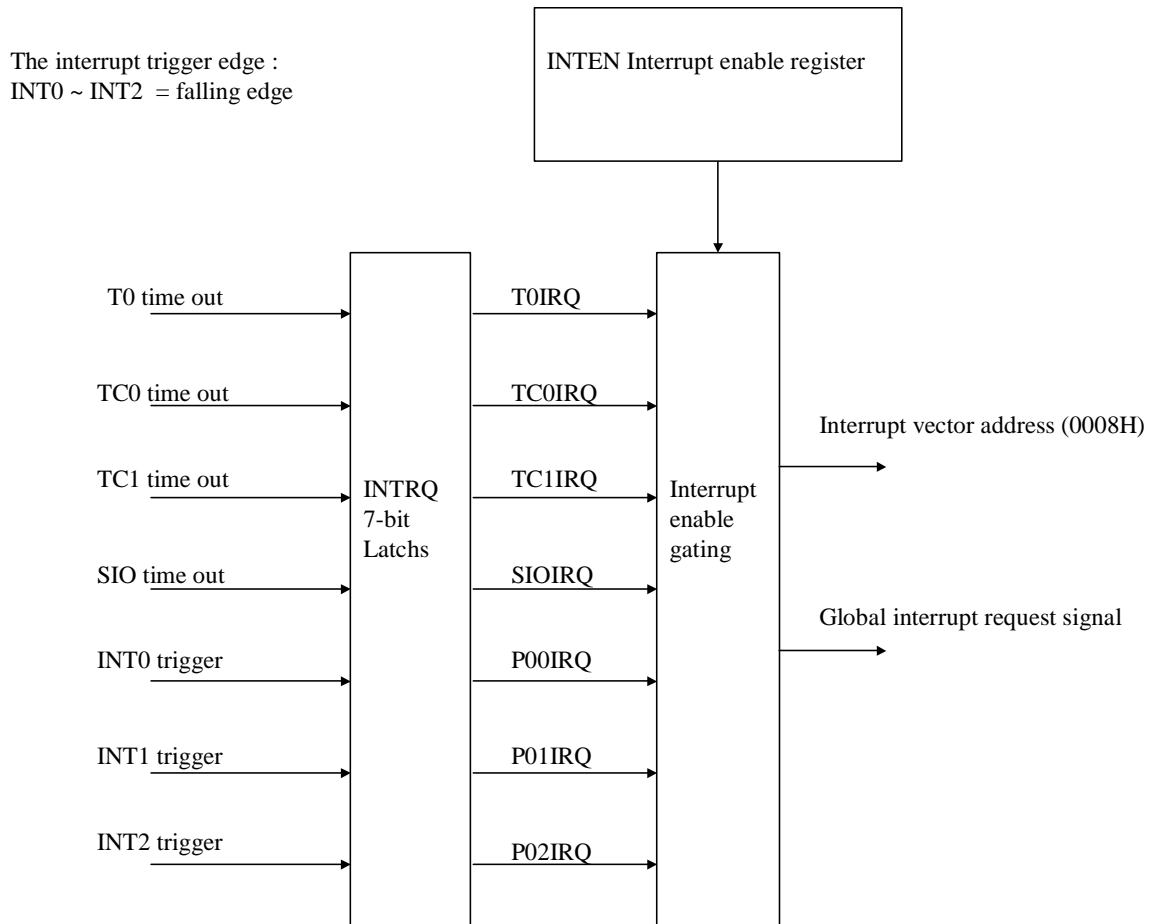 The interrupt trigger edge :
INT0 ~ INT2 = falling edge
INTEN Interrupt enable register
T0 time out
T0IRQ
TC0 time out
TC0IRQ
Interrupt vector address (0008H)
TC1 time out
INTRQ
7-bit
Latchs
TC1IRQ
Interrupt
enable
gating
SIO time out
SIOIRQ
Global interrupt request signal
INT0 trigger
P00IRQ
INT1 trigger
P01IRQ
INT2 trigger
P02IRQ